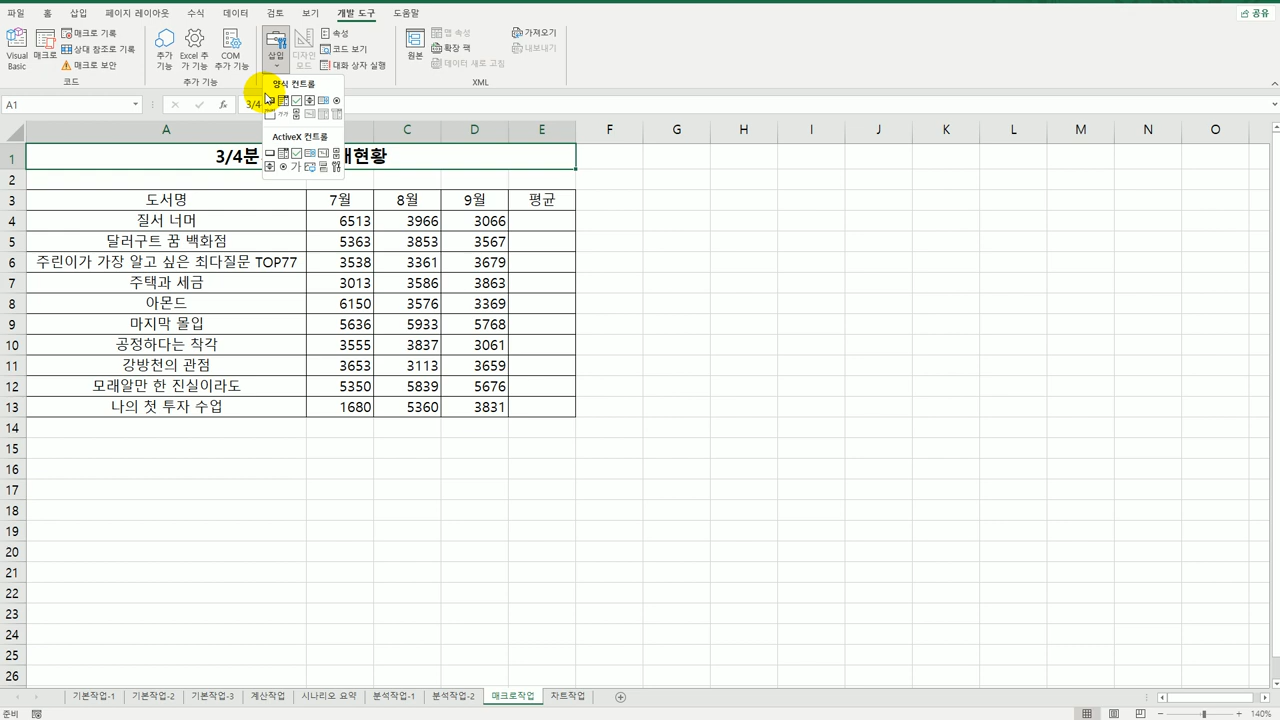 파일 홈 삽입 페이지 레이아웃 수식 데이터 검토 보기 개발 도구 도움말 공유
Visual Basic
매크로
매크로 기록
상대 참조로 기록
매크로 보안
코드
추가 기능
Excel 추가 기능
COM 추가 기능
추가 기능
삽입
디자인 모드
속성
코드 보기
대화 상자 실행
원본
맵 속성
확장 팩
데이터 새로 고침
가져오기
내보내기
XML
양식 컨트롤
가가
ActiveX 컨트롤
가
A1 fx 3/4
A B C D E F G H I J K L M N O
1 3/4분 매현황
2
3 도서명 7월 8월 9월 평균
4 질서 너머 6513 3966 3066
5 달러구트 꿈 백화점 5363 3853 3567
6 주린이가 가장 알고 싶은 최다질문 TOP77 3538 3361 3679
7 주택과 세금 3013 3586 3863
8 아몬드 6150 3576 3369
9 마지막 몰입 5636 5933 5768
10 공정하다는 착각 3555 3837 3061
11 강방천의 관점 3653 3113 3659
12 모래알만 한 진실이라도 5350 5839 5676
13 나의 첫 투자 수업 1680 5360 3831
14
15
16
17
18
19
20
21
22
23
24
25
26
기본작업-1 기본작업-2 기본작업-3 계산작업 시나리오 요약 분석작업-1 분석작업-2 매크로작업 차트작업
준비 140%